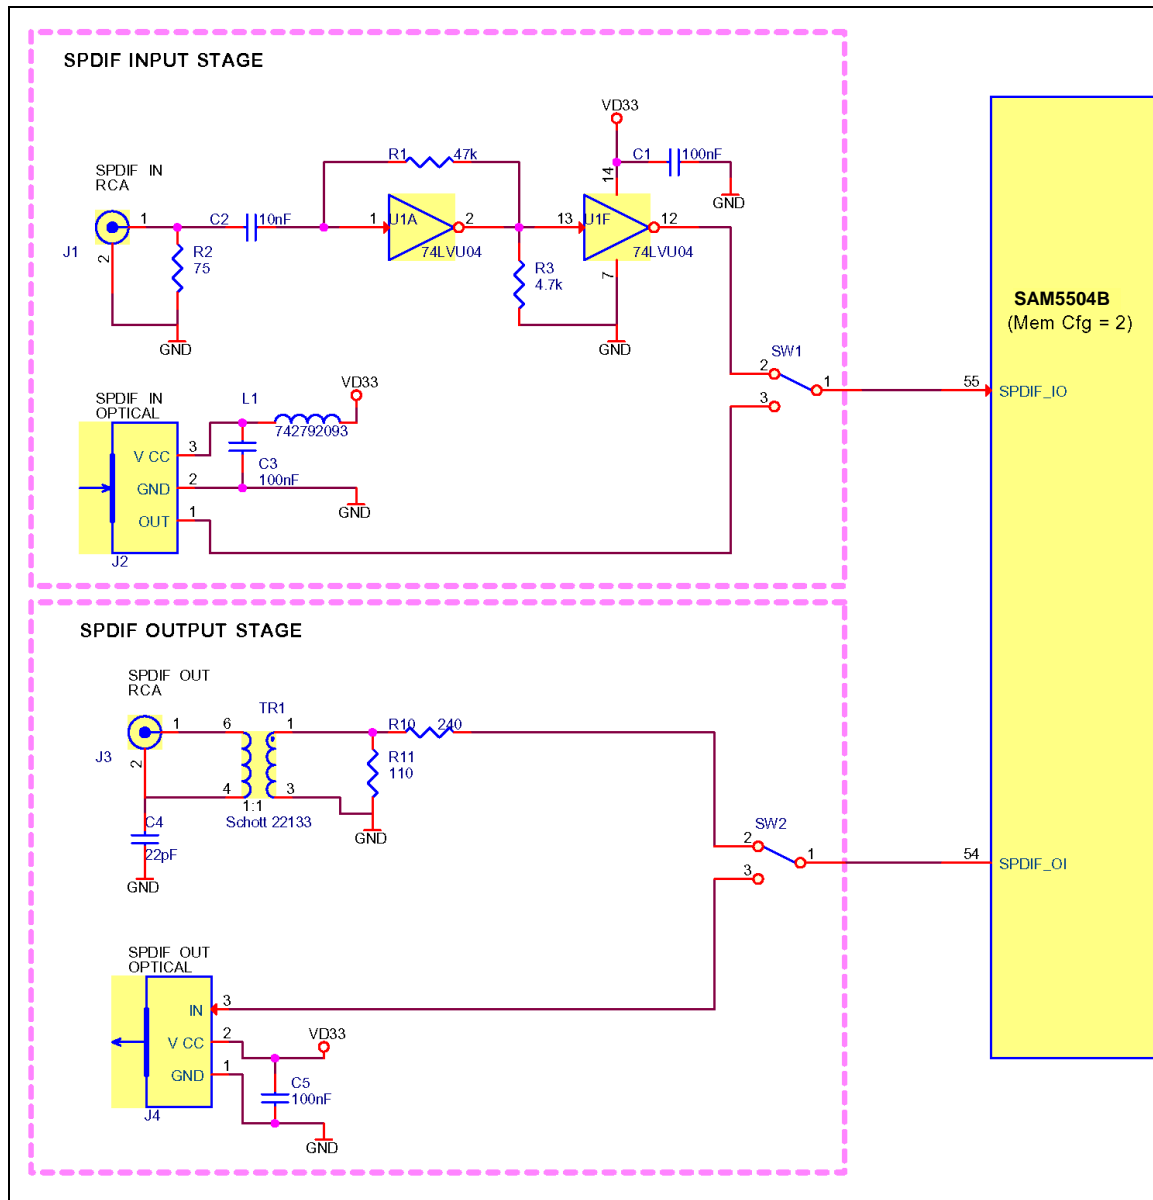 SPDIF INPUT STAGE
VD33
R1
47k
C1
100nF
14
GND
SPDIF IN
RCA
1
C2
10nF
1
U1A
2
13
U1F
12
J1
2
R2
75
74LVU04
74LVU04
R3
4.7k
7
GND
GND
SAM5504B
(Mem Cfg = 2)
SW1
2
1
3
55
SPDIF_IO
SPDIF IN
OPTICAL
L1
VD33
742792093
V CC
3
C3
100nF
GND
2
GND
OUT
1
J2
SPDIF OUTPUT STAGE
SPDIF OUT
RCA
1
6
TR1
1
R10
240
J3
2
R11
110
4
3
1:1
C4
Schott 22133
GND
22pF
GND
SW2
2
1
3
54
SPDIF_OI
SPDIF OUT
OPTICAL
IN
3
V CC
2
VD33
GND
1
C5
100nF
J4
GND